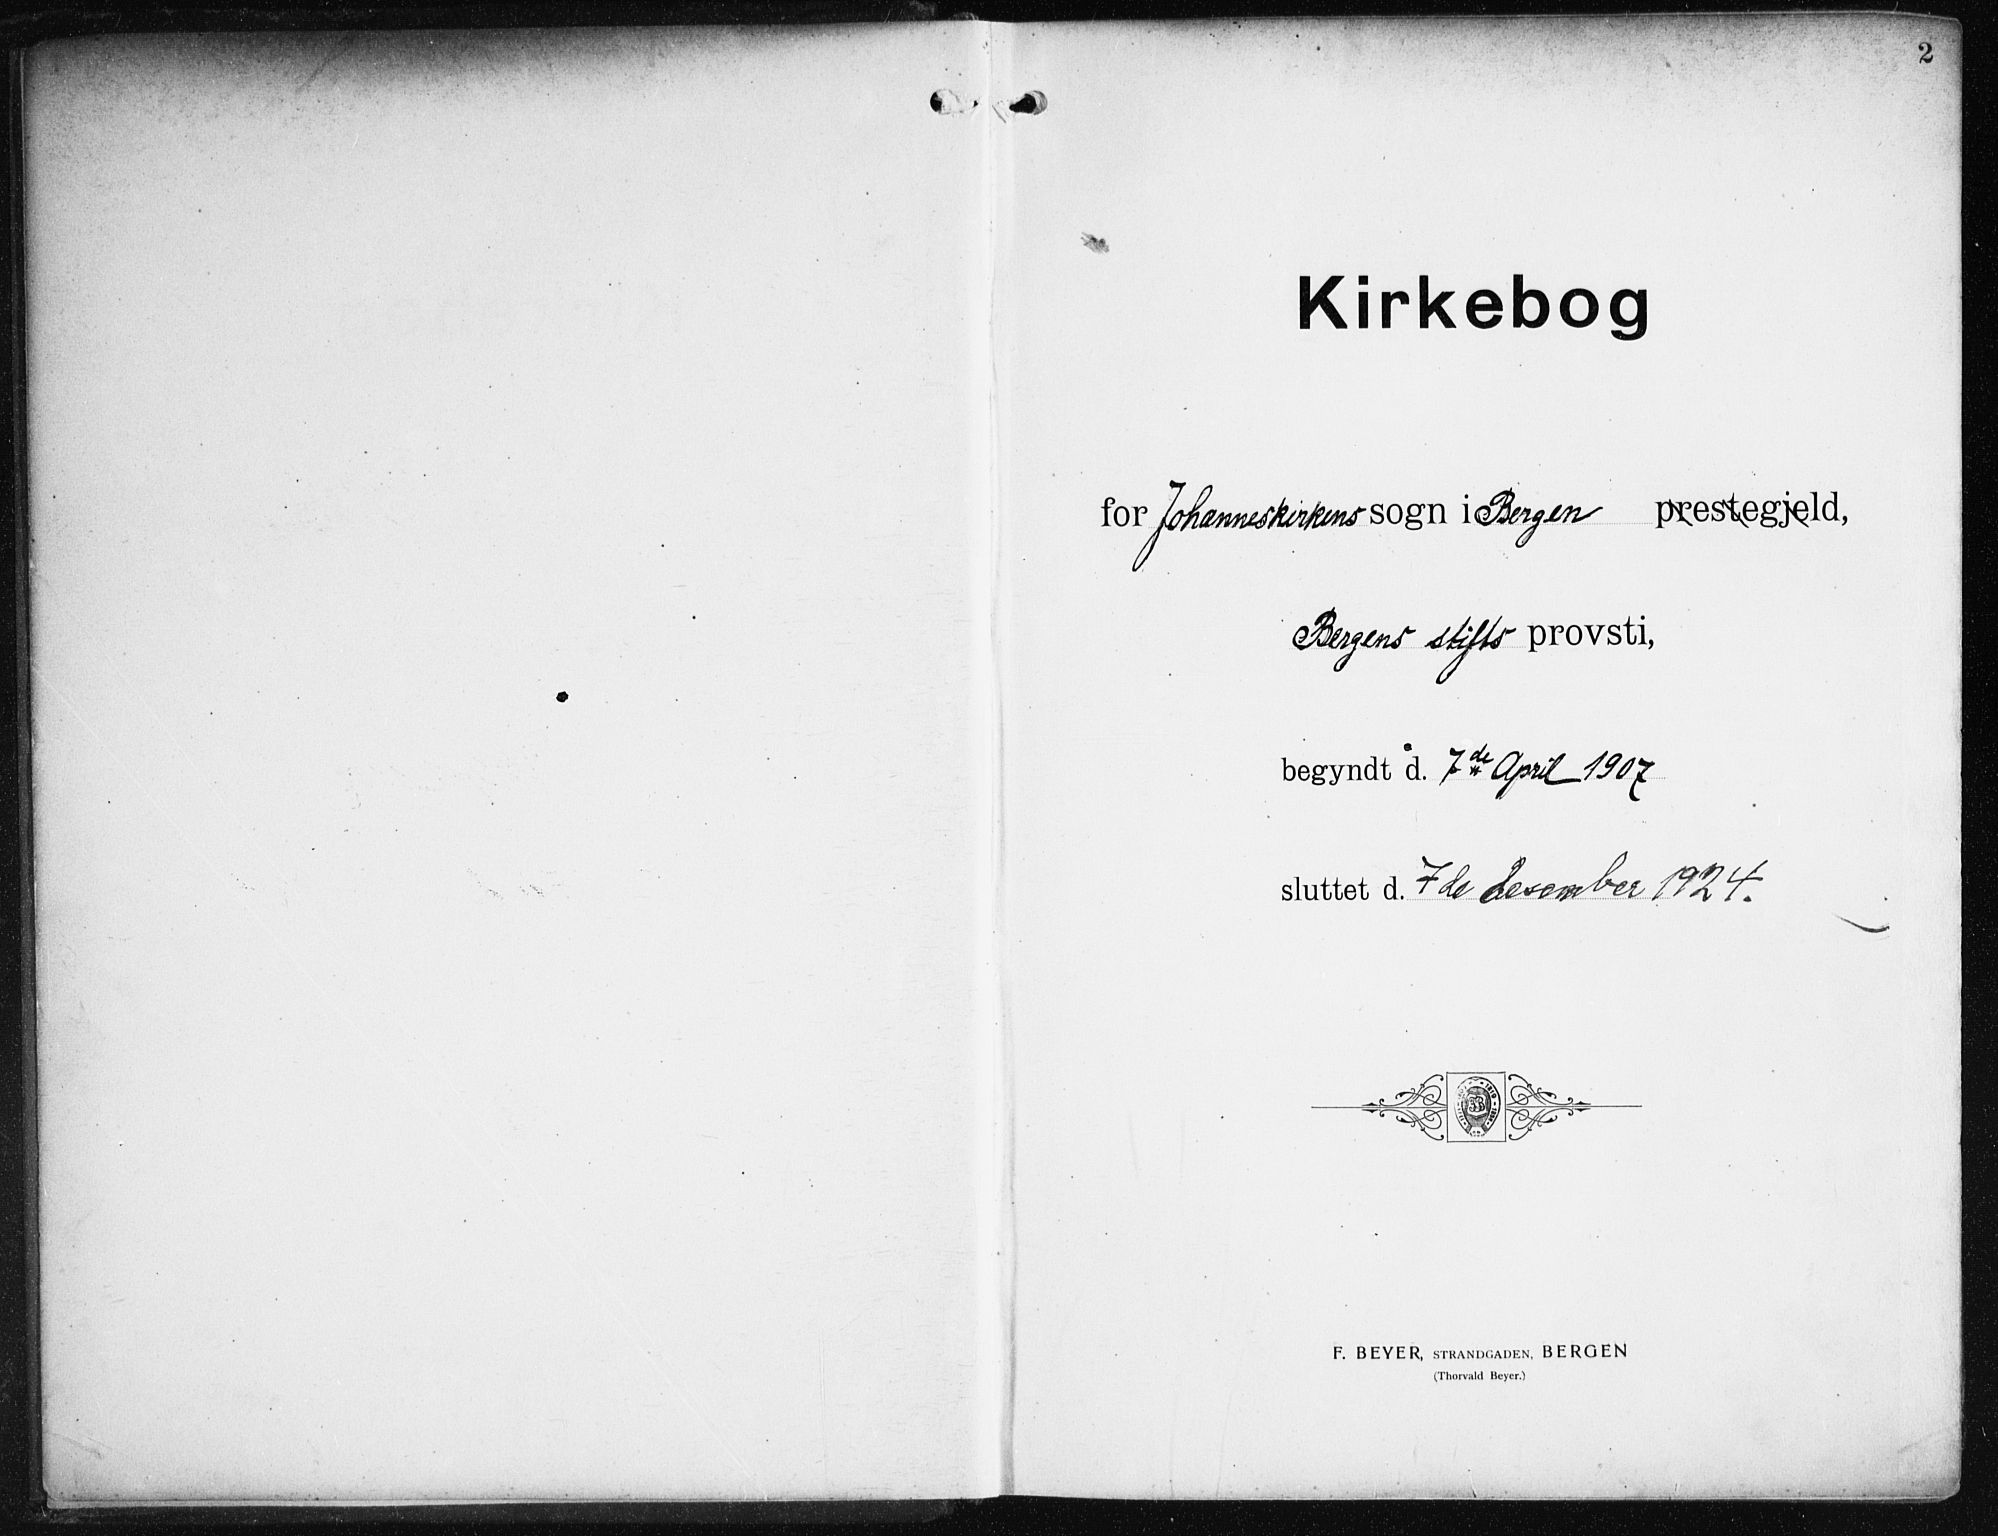 2
Kirkebog
for Johanneskirkens sogn i Bergen prestegjeld,
Bergens stifts provsti,
begyndt d. 7de April 1907
sluttet d. 7de desember 1924.
F. BEYER, STRANDGADEN, BERGEN
(Thorvald Beyer.)